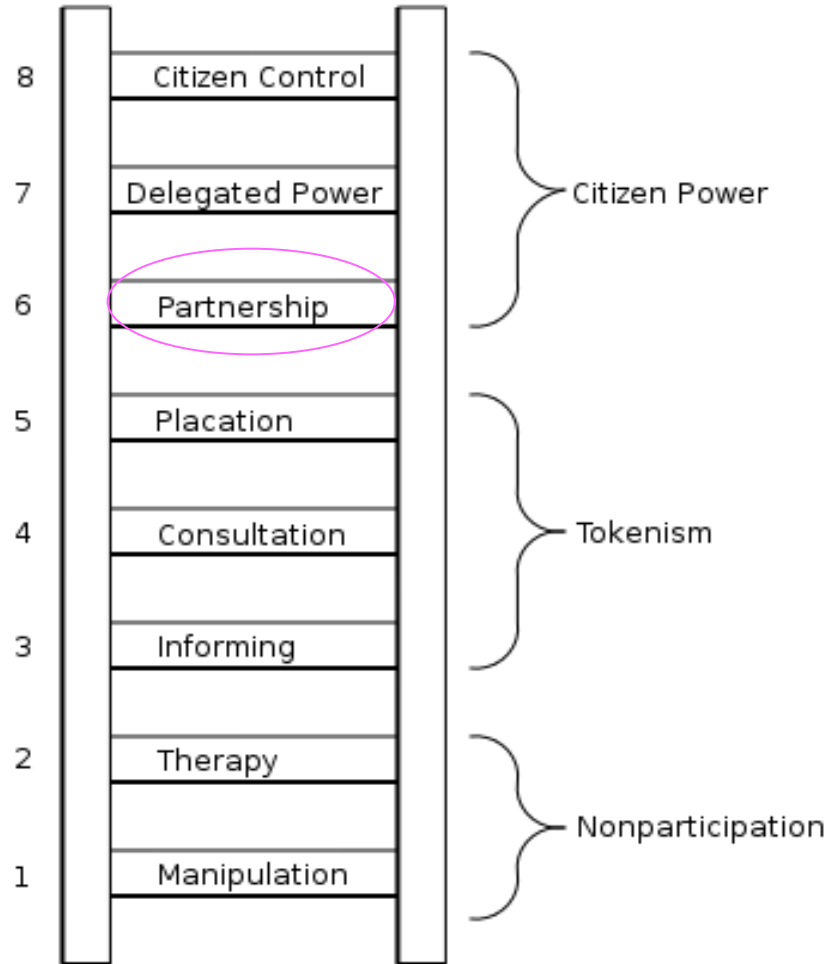 8 Citizen Control
7 Delegated Power Citizen Power
6 Partnership
5 Placation
4 Consultation Tokenism
3 Informing
2 Therapy
Nonparticipation
1 Manipulation